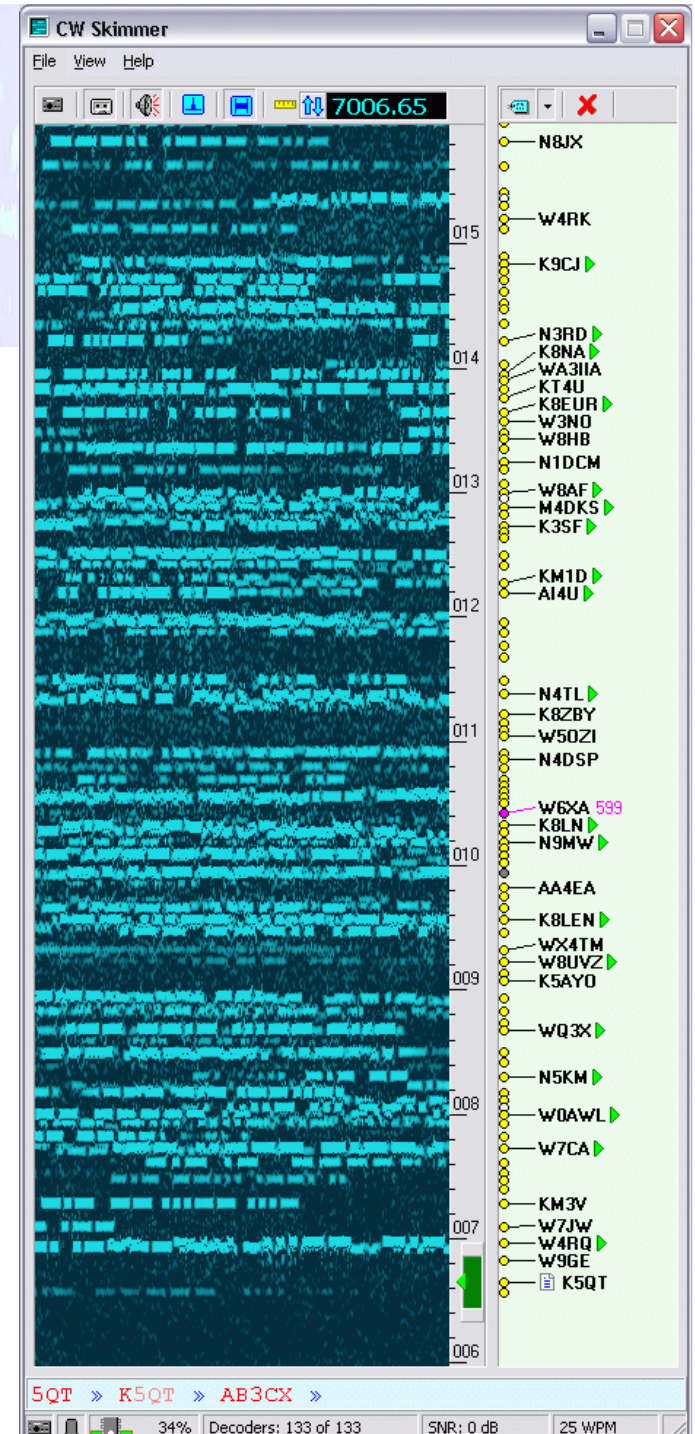 CW Skimmer
File View Help
7006.65
N8JX
W4RK
015
K9CJ
N3RD
K8NA
014
WA3IIA
KT4U
K8EUR
W3NO
W8HB
N1DCM
013
W8AF
M4DKS
K3SF
KM1D
AI4U
012
N4TL
K8ZBY
011
W5OZI
N4DSP
W6XA 599
K8LN
N9MW
010
AA4EA
K8LEN
WX4TM
W8UVZ
009
K5AYO
WQ3X
N5KM
008
W0AWL
W7CA
KM3V
007
W7JW
W4RQ
W9GE
K5QT
006
5QT » K5QT » AB3CX »
34% Decoders: 133 of 133 SNR: 0 dB 25 WPM